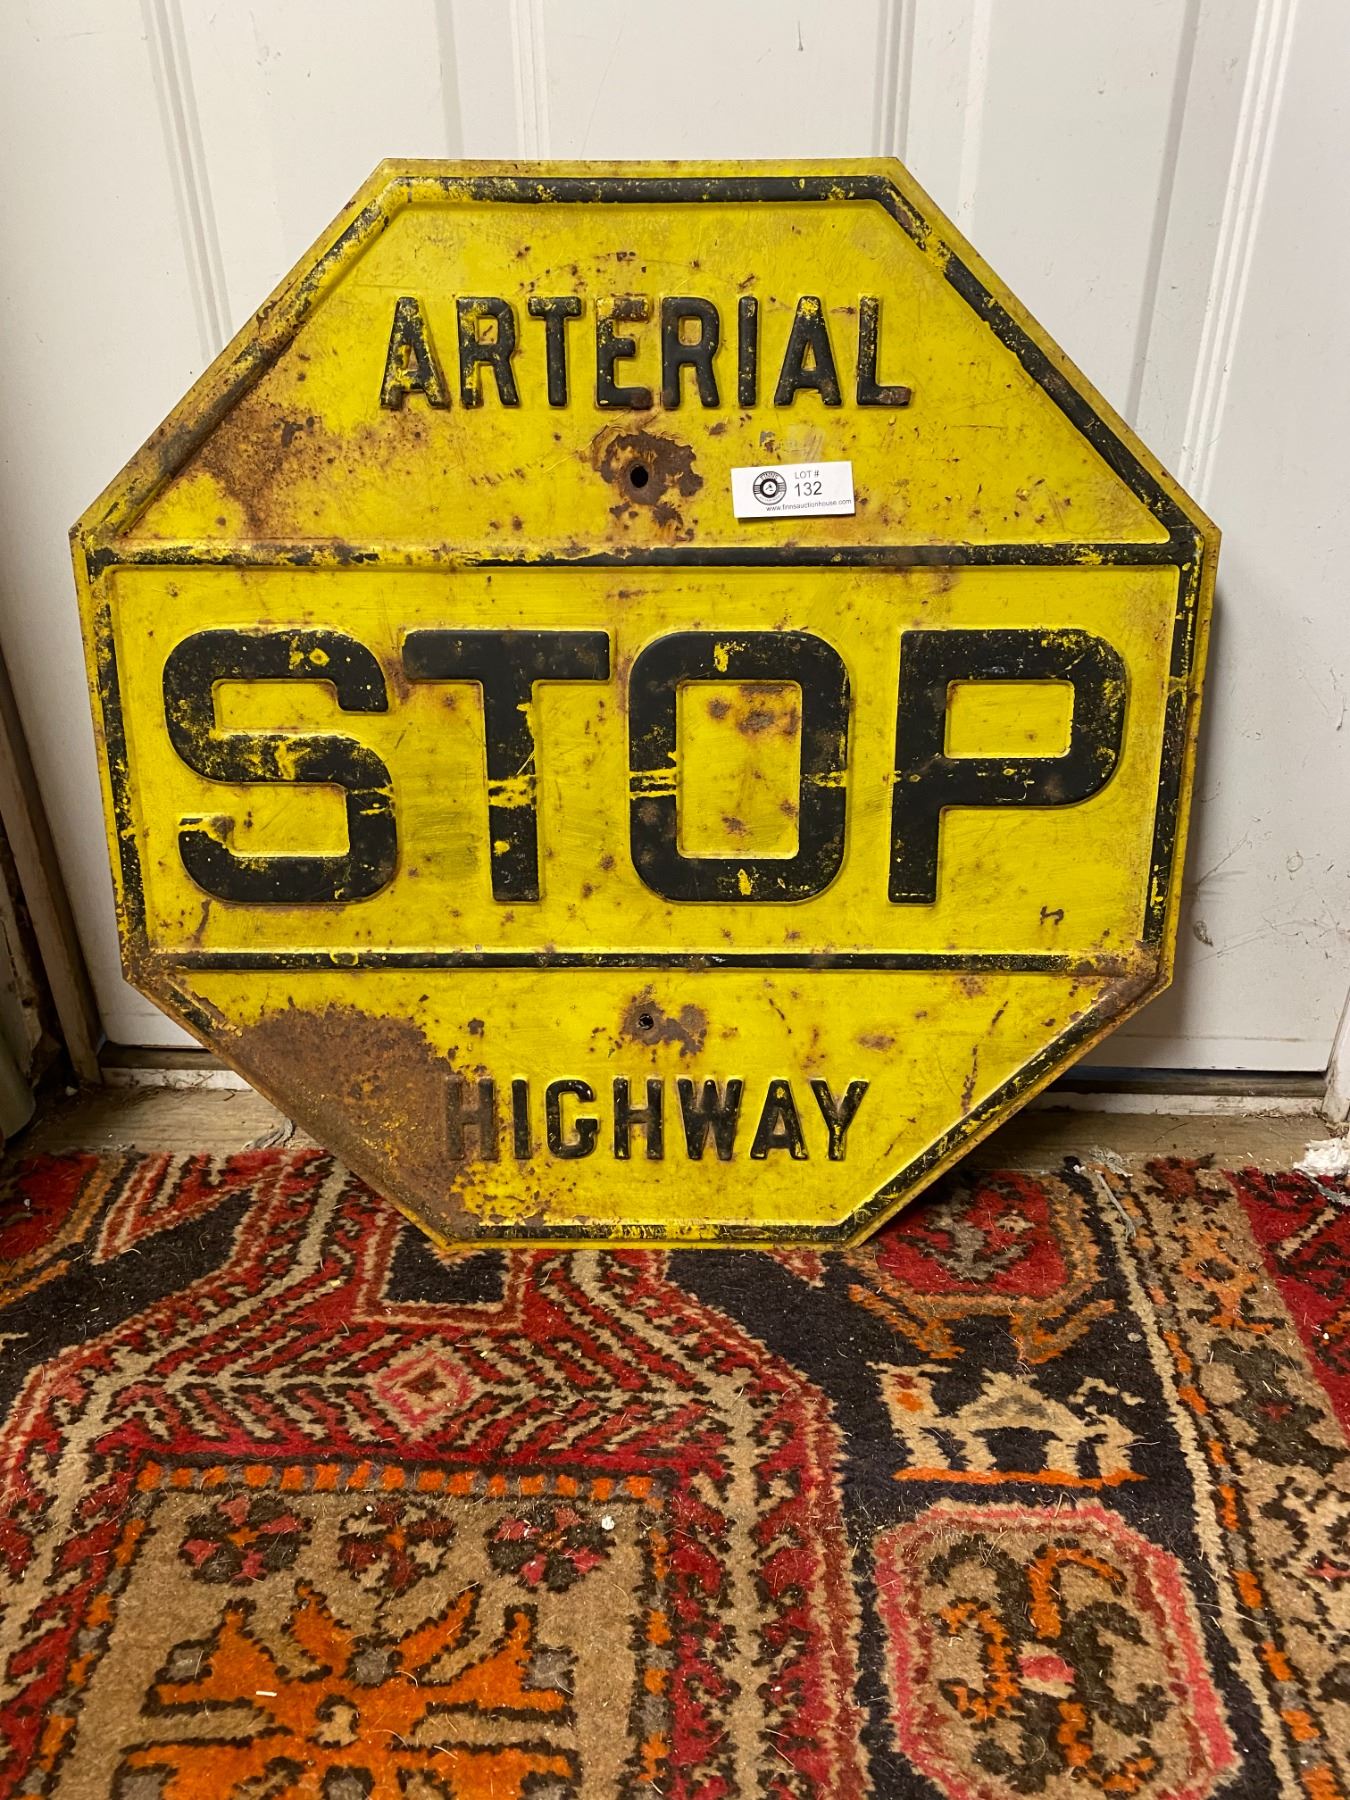 ARTERIAL
LOT #
132
www.finnsauctionhouse.com
STOP
HIGHWAY